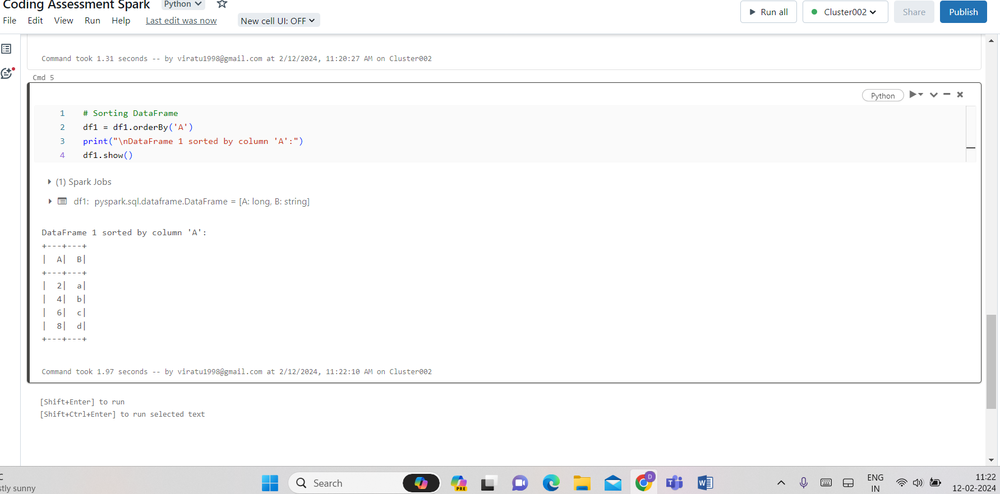 Coding Assessment Spark Python
File Edit View Run Help Last edit was now New cell UI: OFF
Run all Cluster002 Share Publish
Command took 1.31 seconds -- by viratu1998@gmail.com at 2/12/2024, 11:20:27 AM on Cluster002
Cmd 5
Python
1 # Sorting DataFrame
2 df1 = df1.orderBy('A')
3 print("\nDataFrame 1 sorted by column 'A':")
4 df1.show()
(1) Spark Jobs
df1: pyspark.sql.dataframe.DataFrame = [A: long, B: string]
DataFrame 1 sorted by column 'A':
+---+---+
|  A|  B|
+---+---+
|  2|  a|
|  4|  b|
|  6|  c|
|  8|  d|
+---+---+
Command took 1.97 seconds -- by viratu1998@gmail.com at 2/12/2024, 11:22:10 AM on Cluster002
[Shift+Enter] to run
[Shift+Ctrl+Enter] to run selected text
sunny
Search
PRE
D
T
W
ENG
IN
11:22
12-02-2024